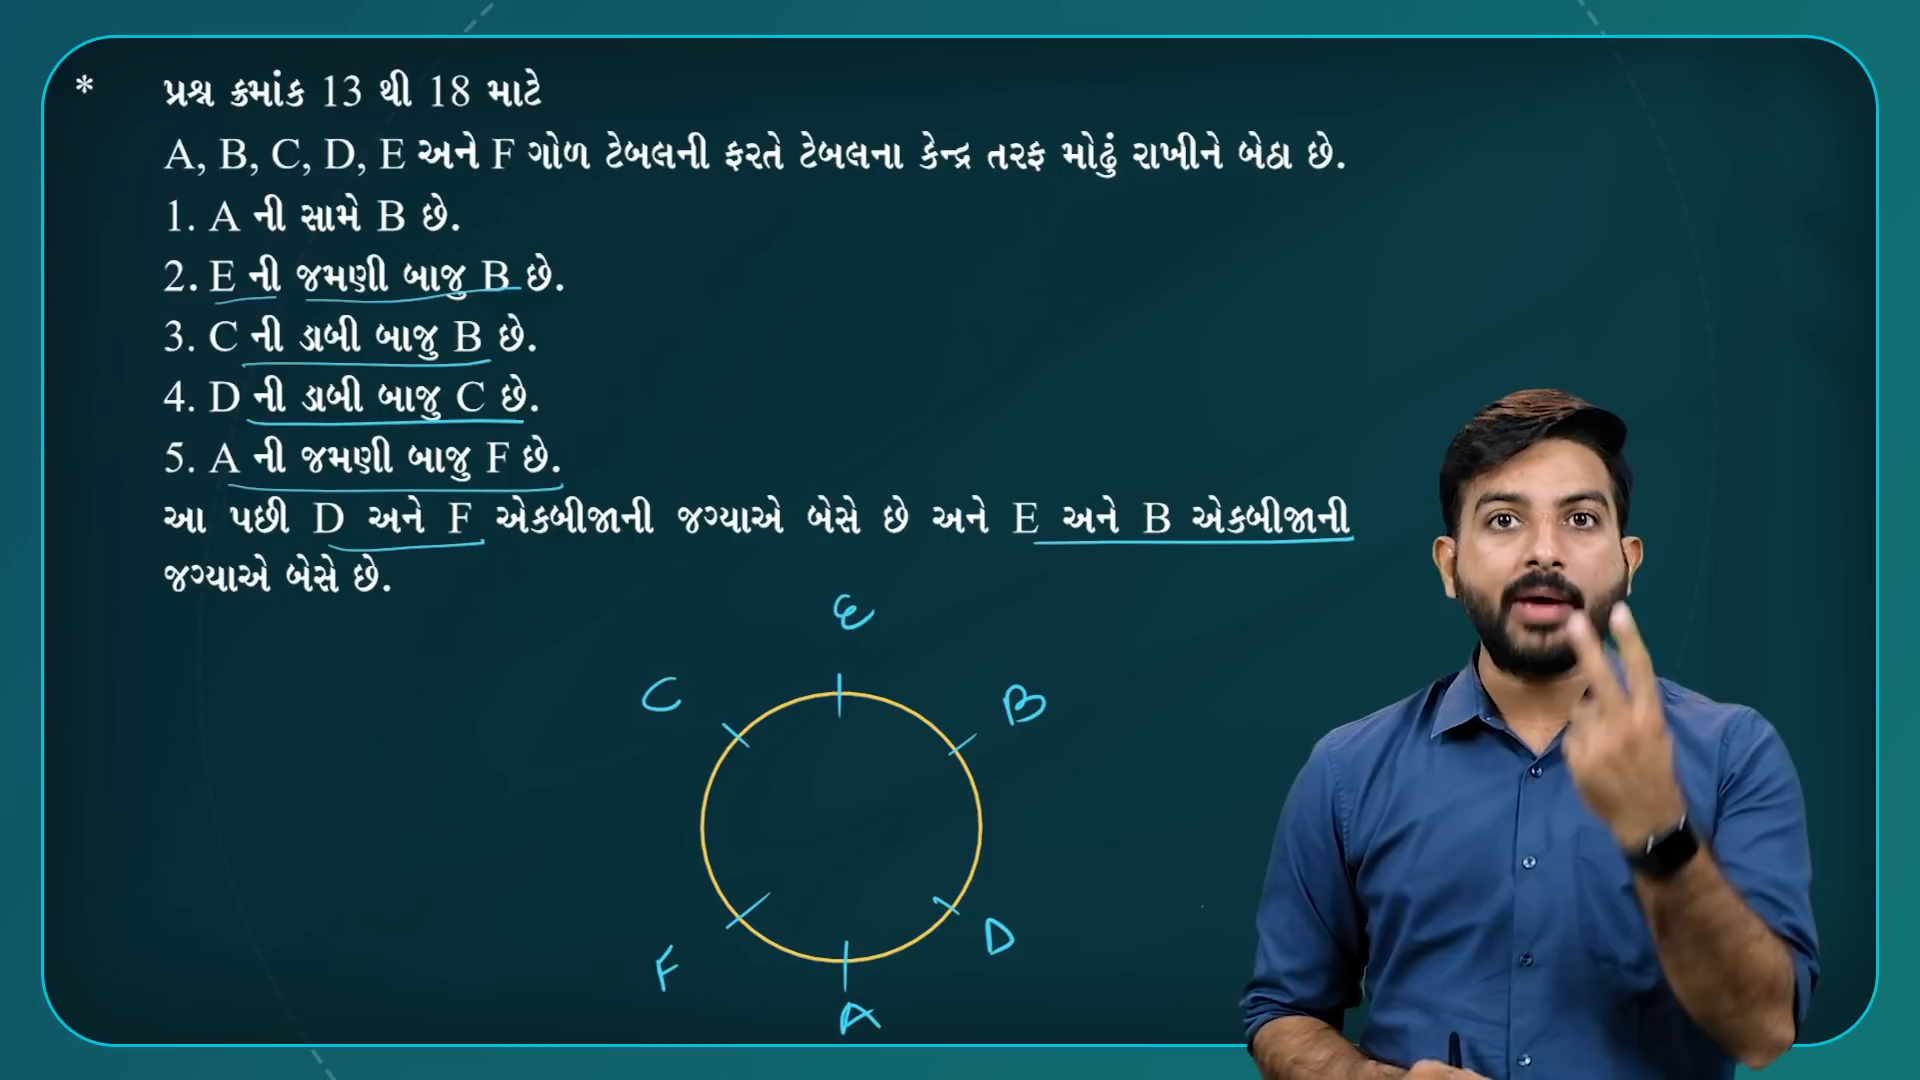 * પ્રશ્ન ક્રમાંક 13 થી 18 માટે
A, B, C, D, E અને F ગોળ ટેબલની ફરતે ટેબલના કેન્દ્ર તરફ મોઢું રાખીને બેઠા છે.
1. A ની સામે B છે.
2. E ની જમણી બાજુ B છે.
3. C ની ડાબી બાજુ B છે.
4. D ની ડાબી બાજુ C છે.
5. A ની જમણી બાજુ F છે.
આ પછી D અને F એકબીજાની જગ્યાએ બેસે છે અને E અને B એકબીજાની
જગ્યાએ બેસે છે.
E
C B
F D
A